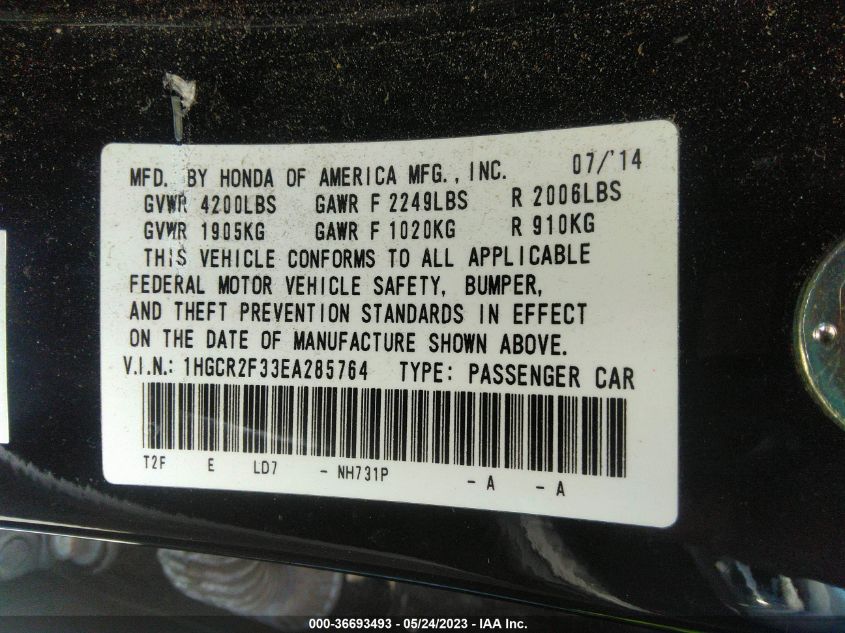 MFD. BY HONDA OF AMERICA MFG., INC. 07/'14
GVWR 4200LBS GAWR F 2249LBS R 2006LBS
GVWR 1905KG GAWR F 1020KG R 910KG
THIS VEHICLE CONFORMS TO ALL APPLICABLE
FEDERAL MOTOR VEHICLE SAFETY, BUMPER,
AND THEFT PREVENTION STANDARDS IN EFFECT
ON THE DATE OF MANUFACTURE SHOWN ABOVE.
V.I.N.: 1HGCR2F33EA285764 TYPE: PASSENGER CAR
T2F E LD7 - NH731P - A - A
000-36693493 - 05/24/2023 - IAA Inc.